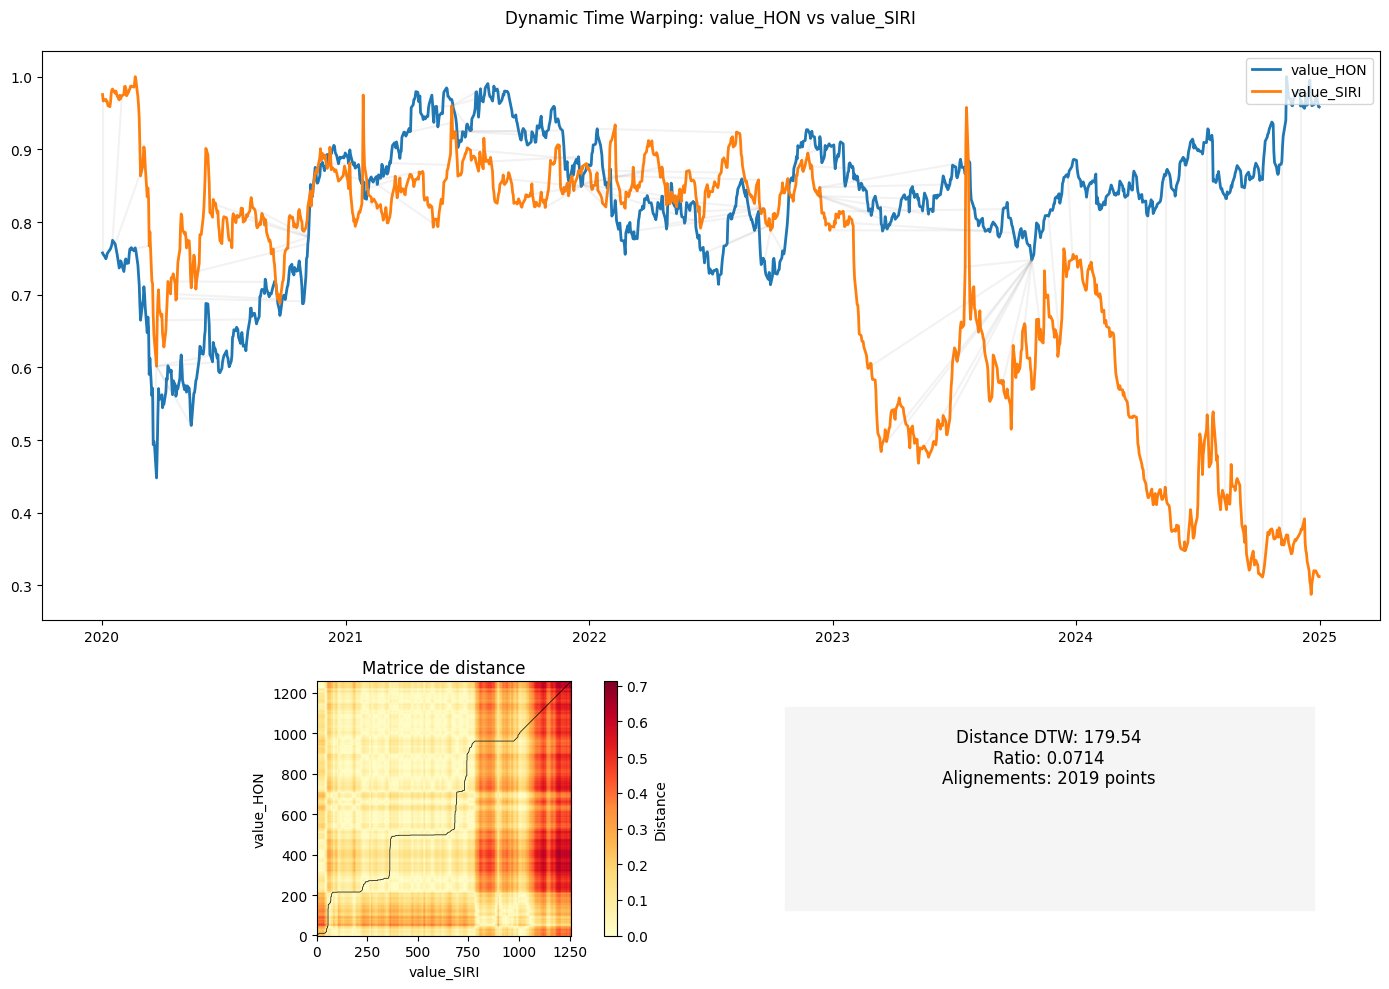 Dynamic Time Warping: value_HON vs value_SIRI
value_HON
value_SIRI
1.0
0.9
0.8
0.7
0.6
0.5
0.4
0.3
2020 2021 2022 2023 2024 2025
Matrice de distance
value_HON
1200
1000
800
600
400
200
0
0 250 500 750 1000 1250
value_SIRI
0.7
0.6
0.5
0.4
0.3
0.2
0.1
0.0
Distance
Distance DTW: 179.54
Ratio: 0.0714
Alignements: 2019 points